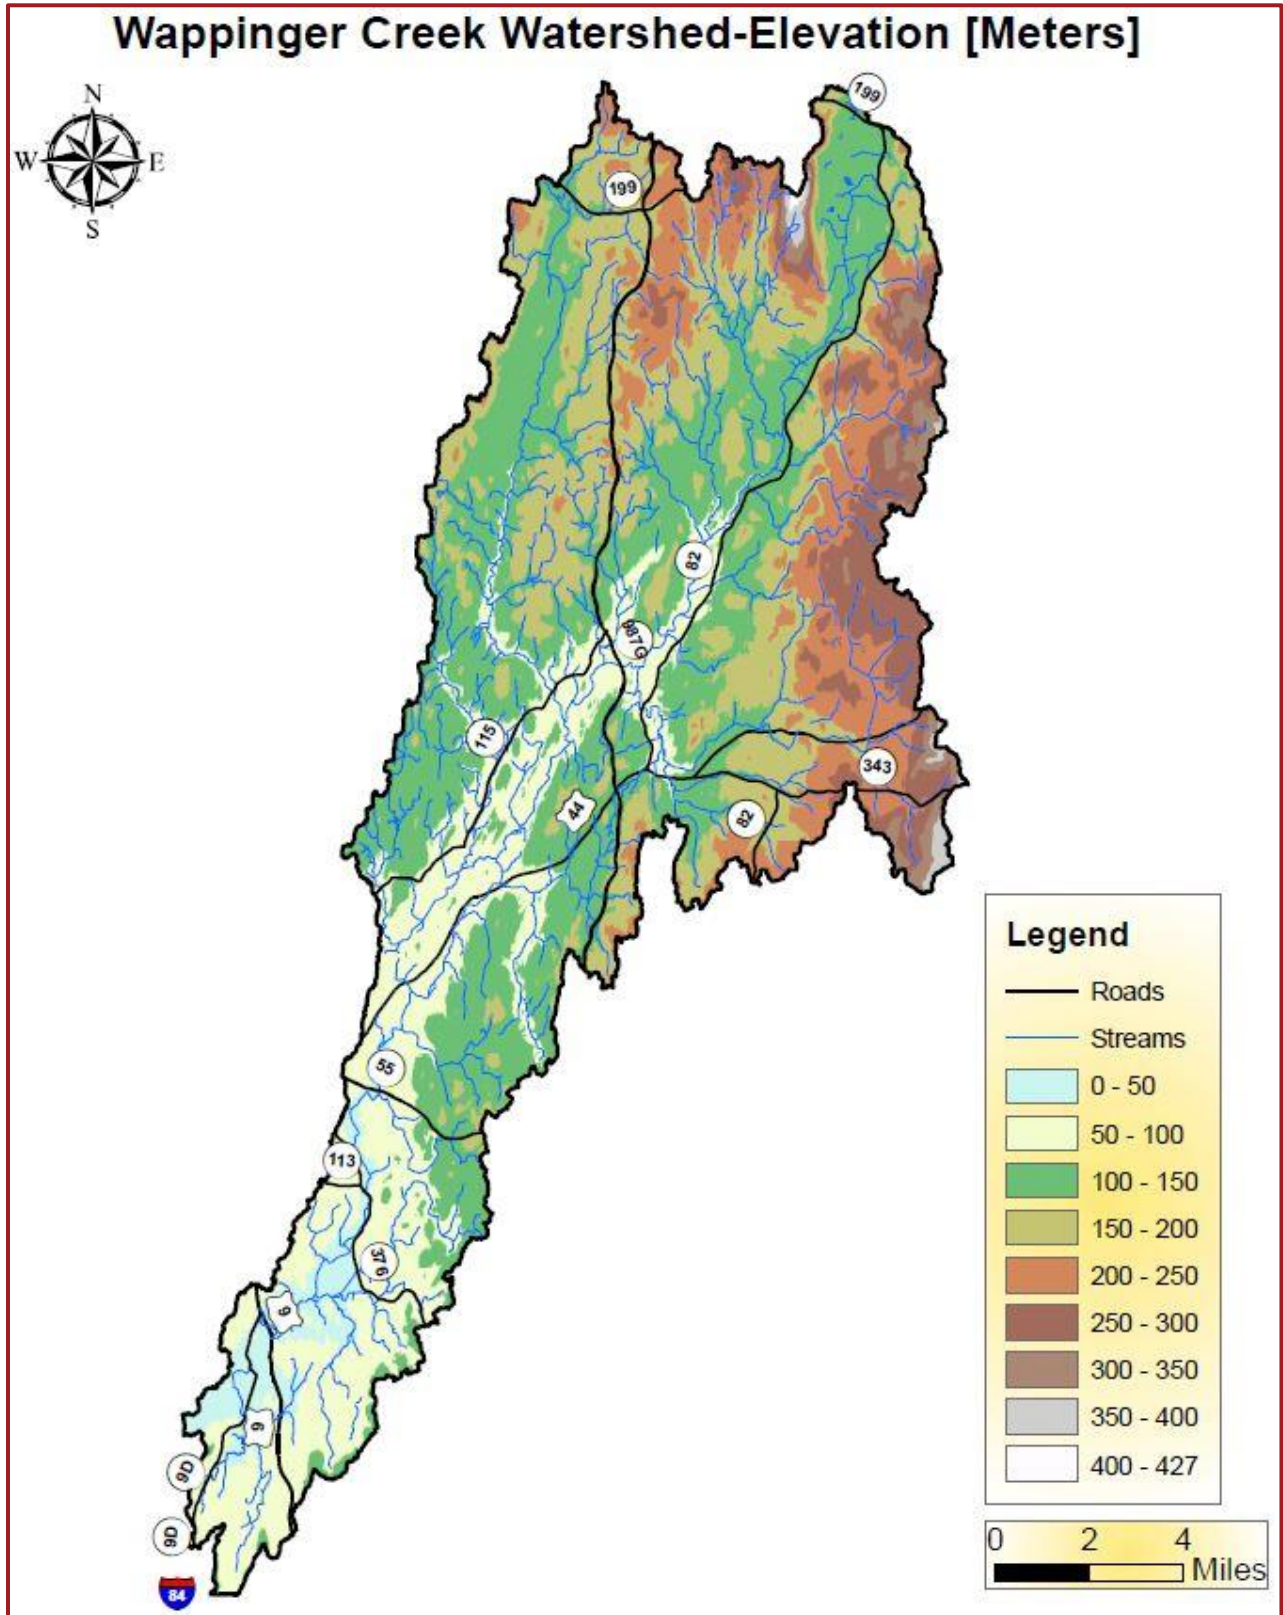 Wappinger Creek Watershed-Elevation [Meters]
N
W E
S
199
199
82
987G
115
343
44
82
55
113
376
9
9
9D
9D
84
Legend
Roads
Streams
0 - 50
50 - 100
100 - 150
150 - 200
200 - 250
250 - 300
300 - 350
350 - 400
400 - 427
0 2 4
Miles